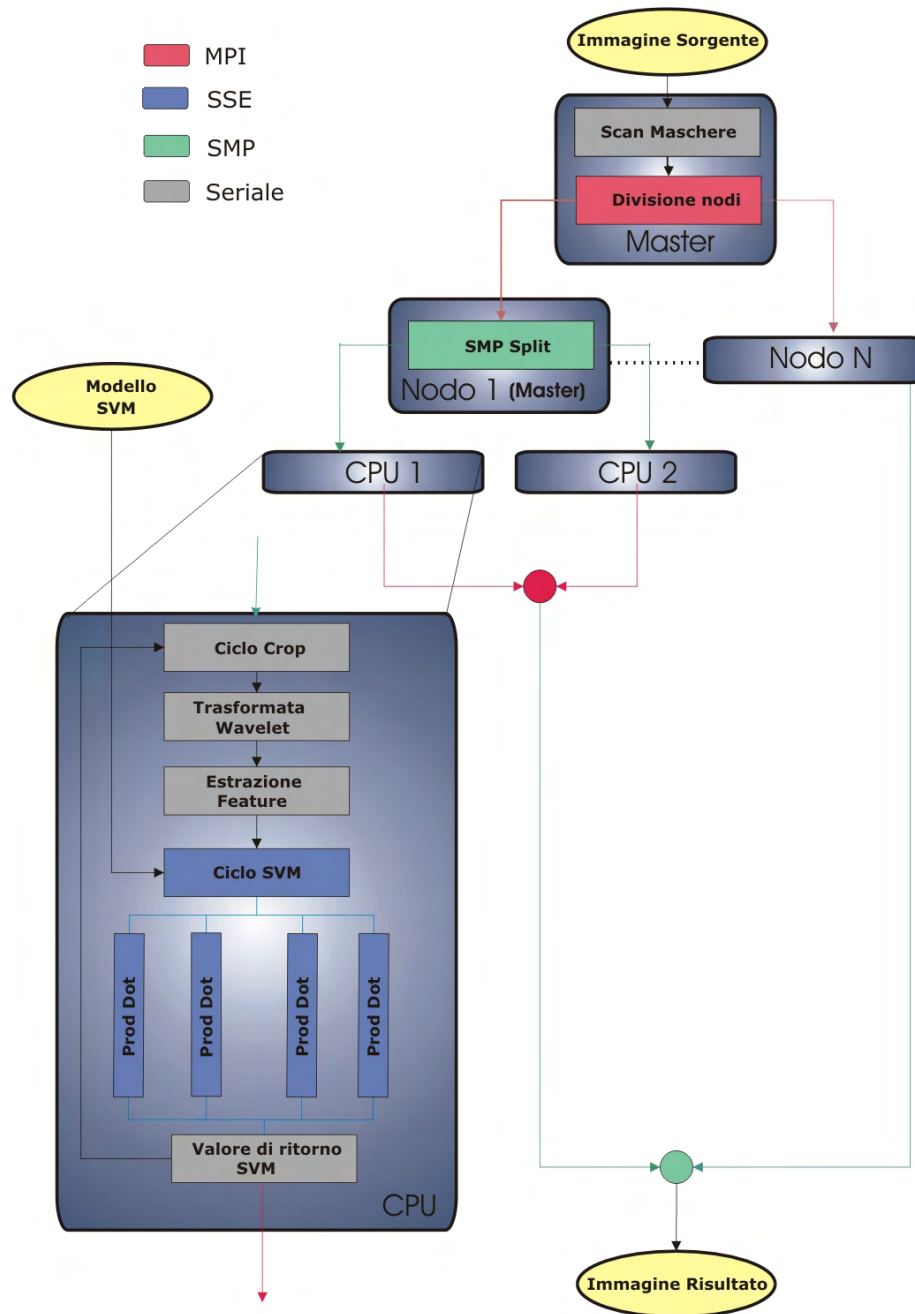 Immagine Sorgente
MPI
SSE
SMP
Seriale
Scan Maschere
Divisione nodi
Master
SMP Split
Nodo 1 (Master)
Nodo N
Modello
SVM
CPU 1
CPU 2
Ciclo Crop
Trasformata
Wavelet
Estrazione
Feature
Ciclo SVM
Prod Dot
Prod Dot
Prod Dot
Prod Dot
Valore di ritorno
SVM
CPU
Immagine Risultato